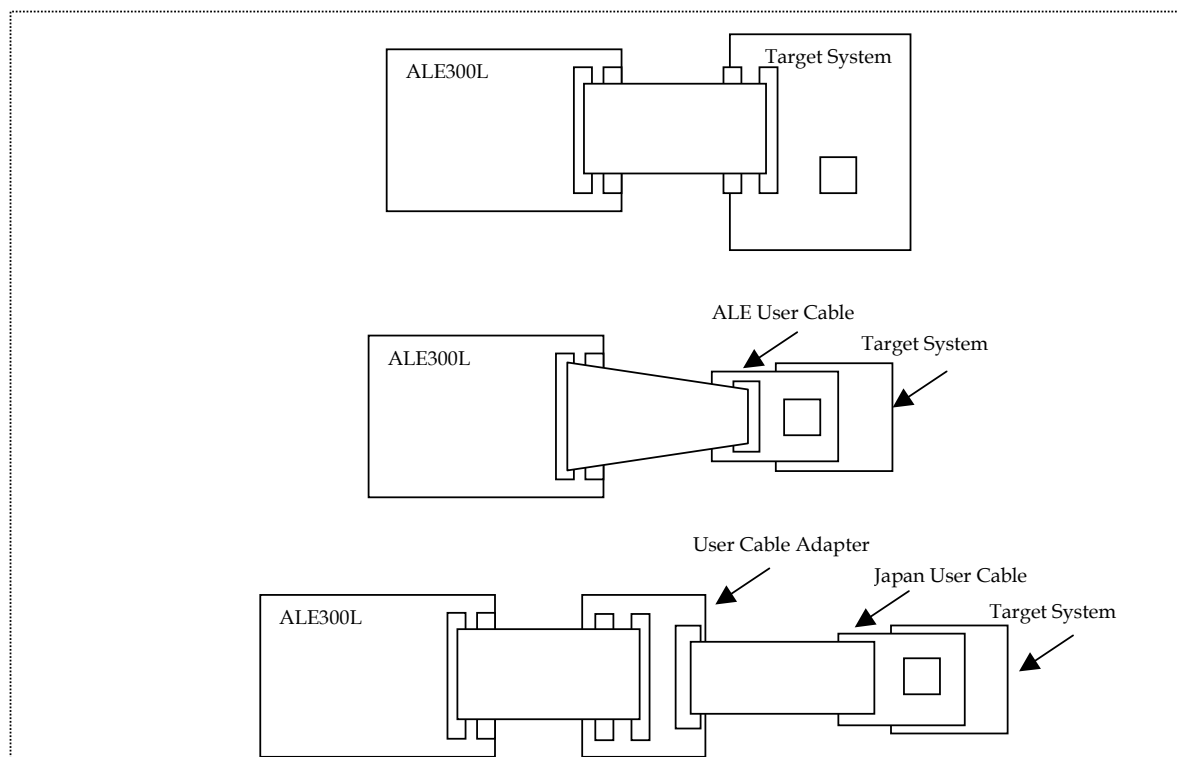 ALE300L
Target System
ALE User Cable
ALE300L
Target System
User Cable Adapter
Japan User Cable
ALE300L
Target System